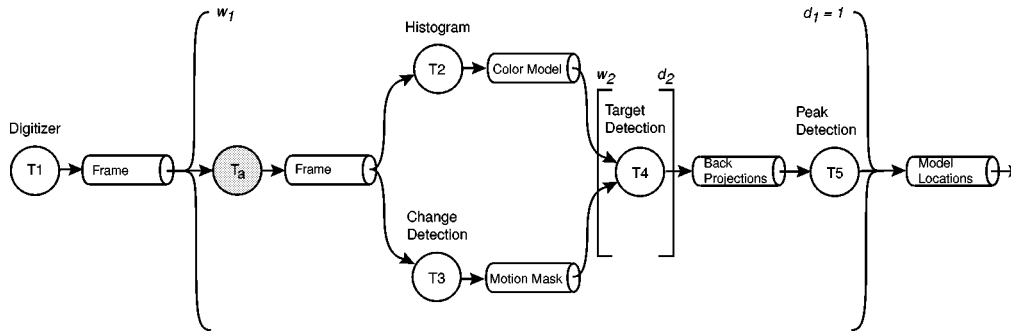 w1
d1 = 1
Histogram
T2
Color Model
w2
d2
Target
Detection
Peak
Detection
Digitizer
T1
Frame
Ta
Frame
T4
Back
Projections
T5
Model
Locations
Change
Detection
T3
Motion Mask